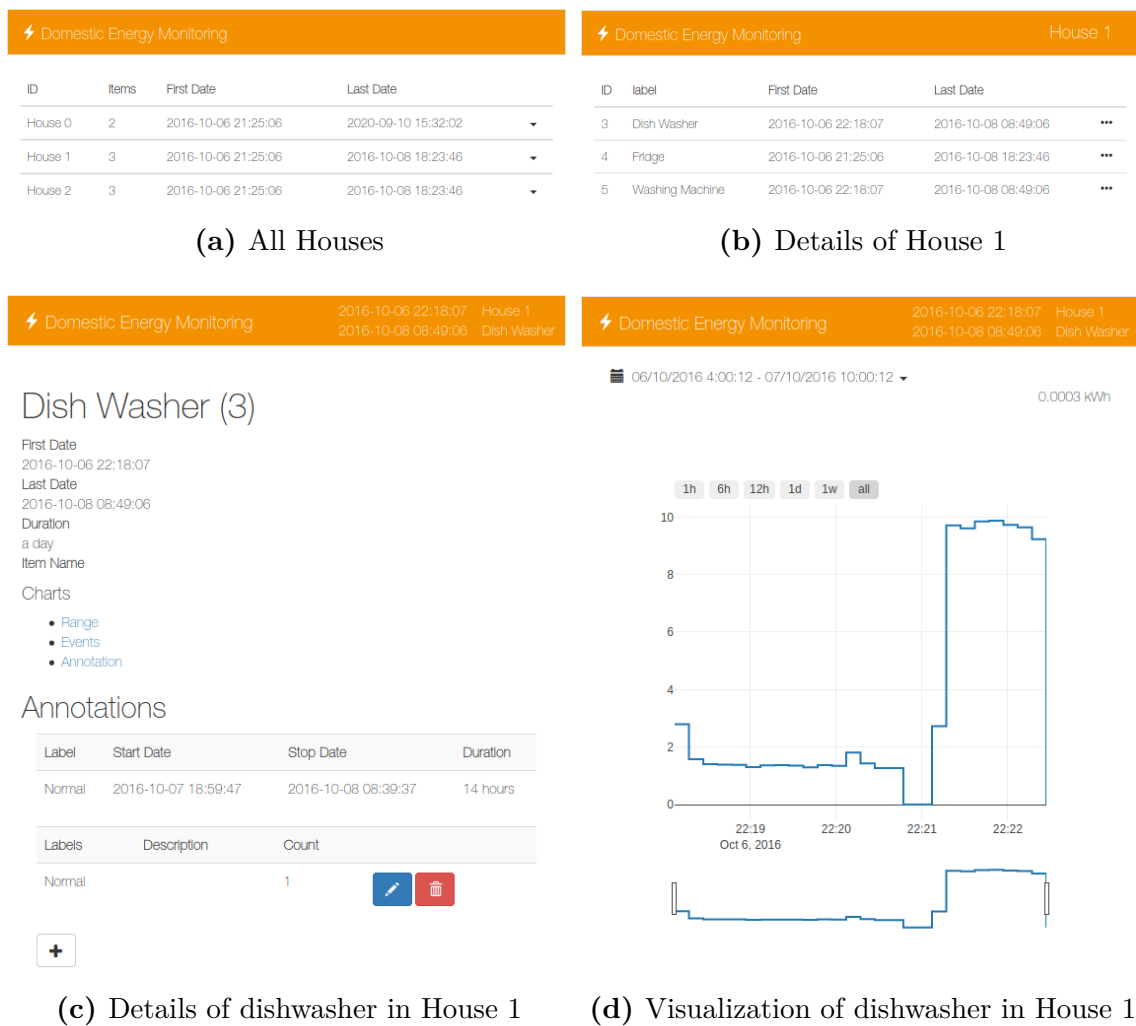 Domestic Energy Monitoring
ID Items First Date Last Date
House 0 2 2016-10-06 21:25:06 2020-09-10 15:32:02
House 1 3 2016-10-06 21:25:06 2016-10-08 18:23:46
House 2 3 2016-10-06 21:25:06 2016-10-08 18:23:46
(a) All Houses
Domestic Energy Monitoring House 1
ID label First Date Last Date
3 Dish Washer 2016-10-06 22:18:07 2016-10-08 08:49:06 •••
4 Fridge 2016-10-06 21:25:06 2016-10-08 18:23:46 •••
5 Washing Machine 2016-10-06 22:18:07 2016-10-08 08:49:06 •••
(b) Details of House 1
Domestic Energy Monitoring
2016-10-06 22:18:07 House 1
2016-10-08 08:49:06 Dish Washer
Dish Washer (3)
First Date
2016-10-06 22:18:07
Last Date
2016-10-08 08:49:06
Duration
a day
Item Name
Charts
• Range
• Events
• Annotation
Annotations
Label Start Date Stop Date Duration
Normal 2016-10-07 18:59:47 2016-10-08 08:39:37 14 hours
Labels Description Count
Normal 1
+
(c) Details of dishwasher in House 1
Domestic Energy Monitoring
2016-10-06 22:18:07 House 1
2016-10-08 08:49:06 Dish Washer
06/10/2016 4:00:12 - 07/10/2016 10:00:12
0.0003 kWh
1h 6h 12h 1d 1w all
10
8
6
4
2
0
22:19 22:20 22:21 22:22
Oct 6, 2016
(d) Visualization of dishwasher in House 1